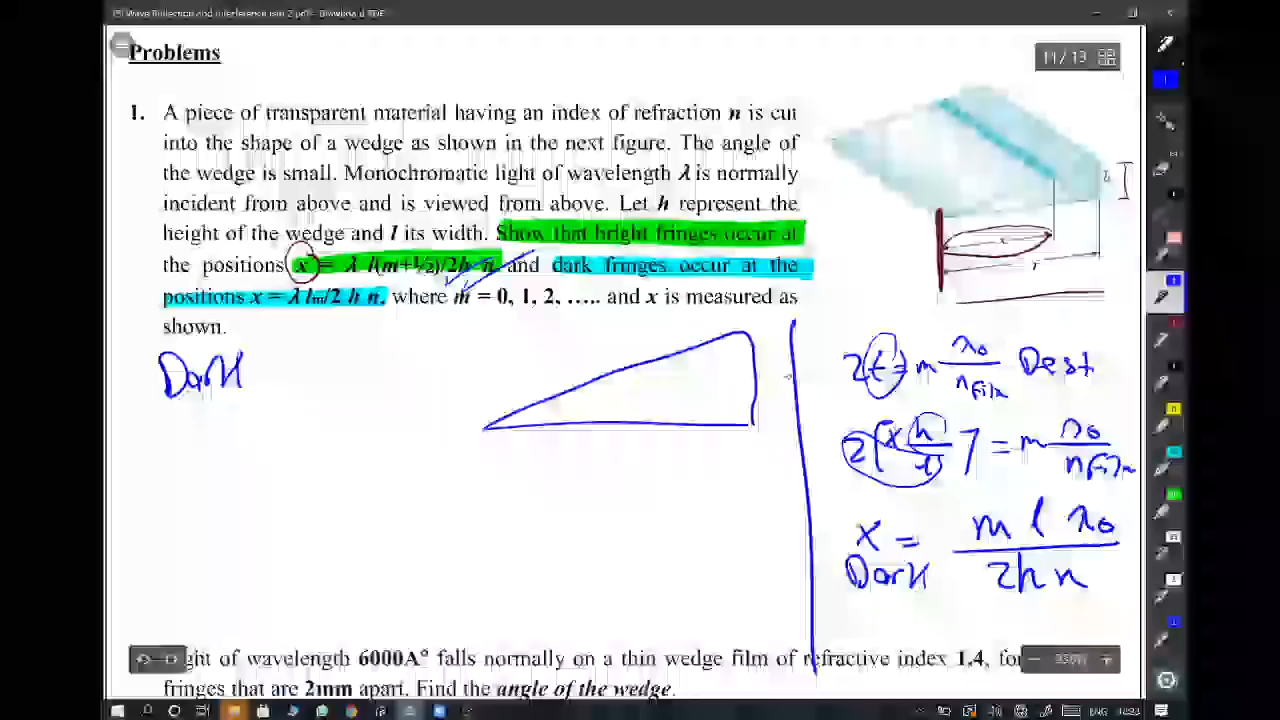 Problems
11 / 13
1. A piece of transparent material having an index of refraction n is cut
into the shape of a wedge as shown in the next figure. The angle of
the wedge is small. Monochromatic light of wavelength λ is normally
incident from above and is viewed from above. Let h represent the
height of the wedge and l its width. Show that bright fringes occur at
the positions x = λ l(m+½)/2h n and dark fringes occur at the
positions x = λ lm/2 h n, where m = 0, 1, 2, ….. and x is measured as
shown.
Dark
2t = m λ0/nfilm Dest
2[x h/l] = m λ0/nfilm
x Dark = m l λ0 / 2hn
ght of wavelength 6000A° falls normally on a thin wedge film of refractive index 1,4, fo
fringes that are 2mm apart. Find the angle of the wedge.
ENG